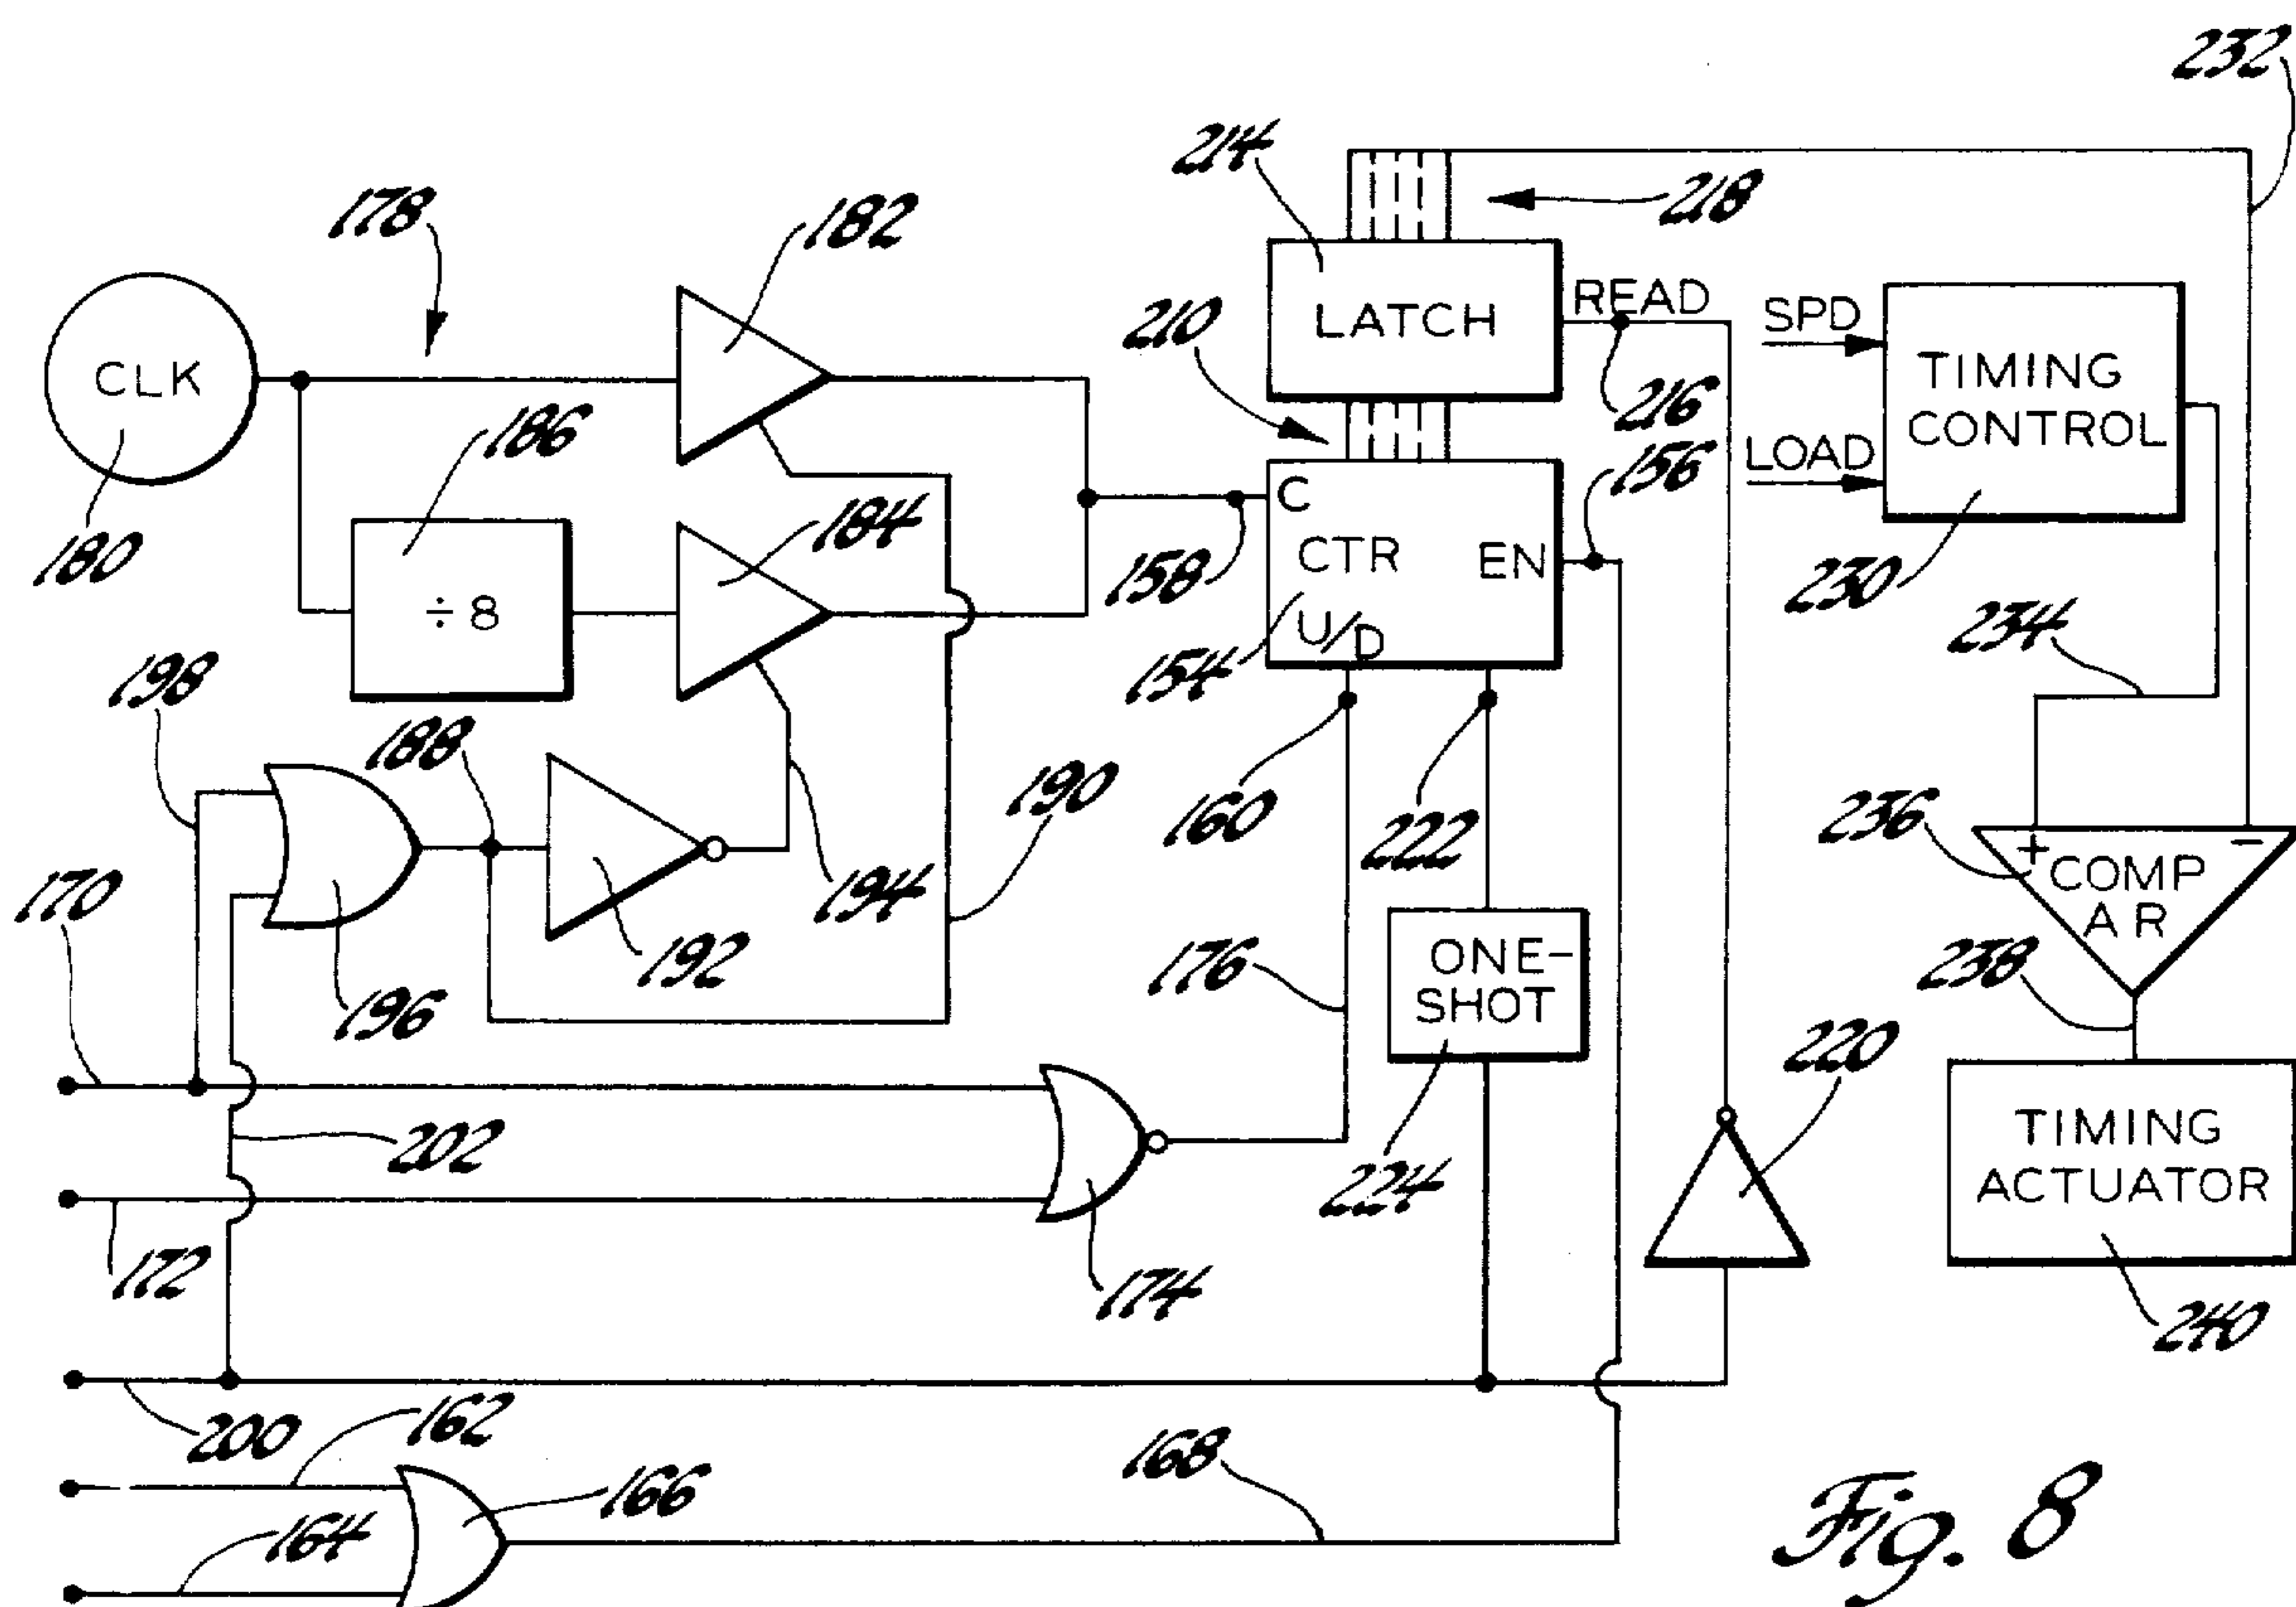 232
214
178
182
218
LATCH
READ
210
SPD
TIMING
CONTROL
LOAD
CLK
186
216
156
180
184
C
CTR
EN
U/D
158
154
÷8
230
234
198
188
190
160
222
236
+
−
COMP
AR
170
194
192
196
176
ONE-
SHOT
238
220
202
224
TIMING
ACTUATOR
172
174
240
200
162
166
168
164
Fig. 8